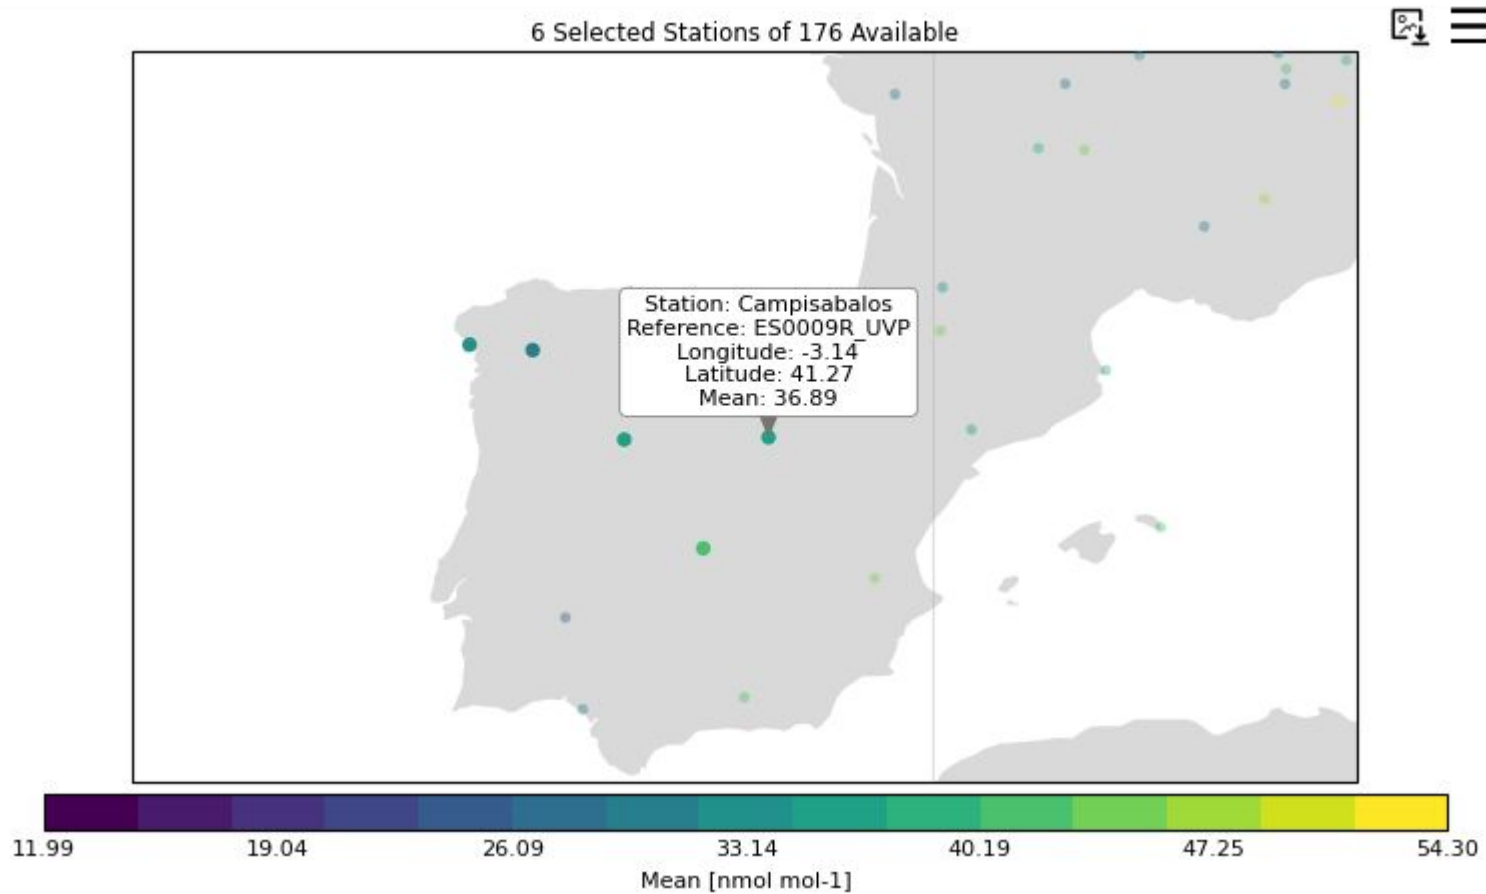 6 Selected Stations of 176 Available
Station: Campisabalos
Reference: ES0009R_UVP
Longitude: -3.14
Latitude: 41.27
Mean: 36.89
11.99 19.04 26.09 33.14 40.19 47.25 54.30
Mean [nmol mol-1]